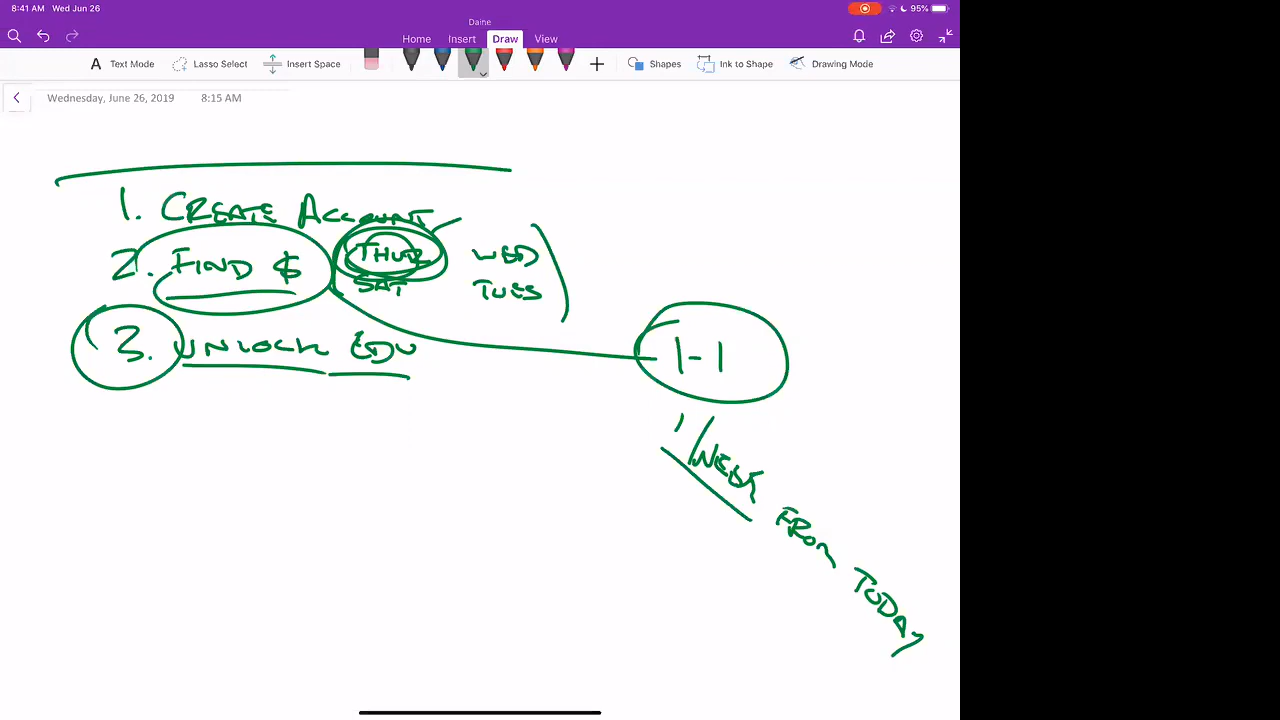 8:41 AM Wed Jun 26
95%
Daine
Home Insert Draw View
Text Mode Lasso Select Insert Space Shapes Ink to Shape Drawing Mode
Wednesday, June 26, 2019 8:15 AM
1. CREATE ACCOUNT
2. FIND $ THUR WED
SAT TUES
3. UNLOCK EDU
1-1
1/WEEK FROM TODAY